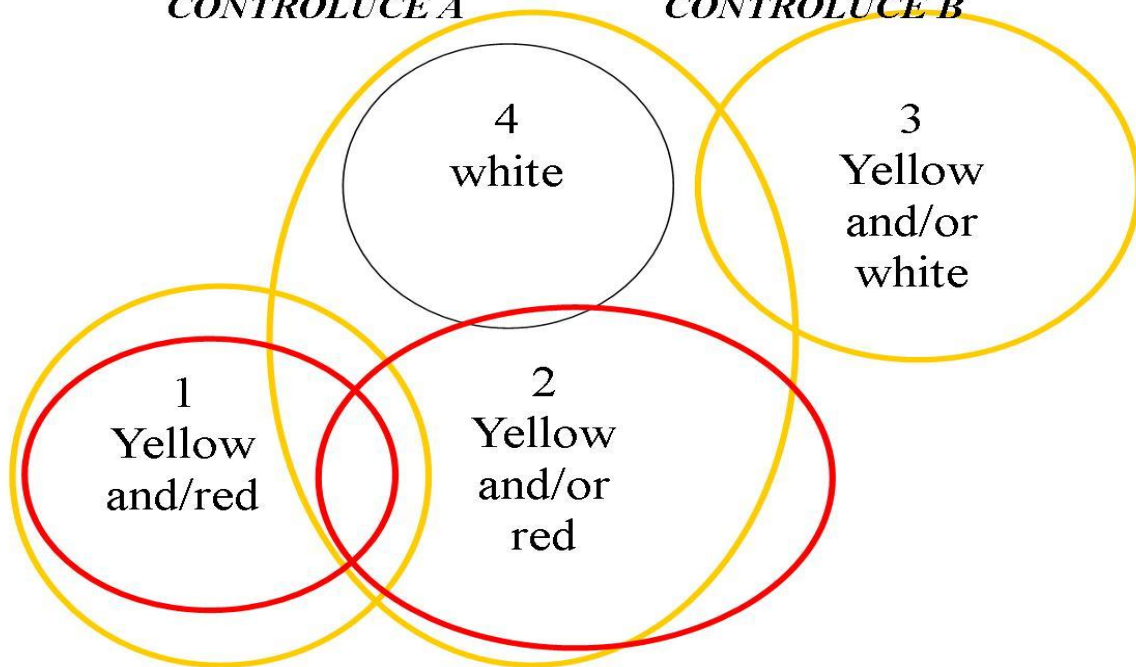 CONTROLUCE A
CONTROLUCE B
4
white
3
Yellow
and/or
white
1
Yellow
and/red
2
Yellow
and/or
red